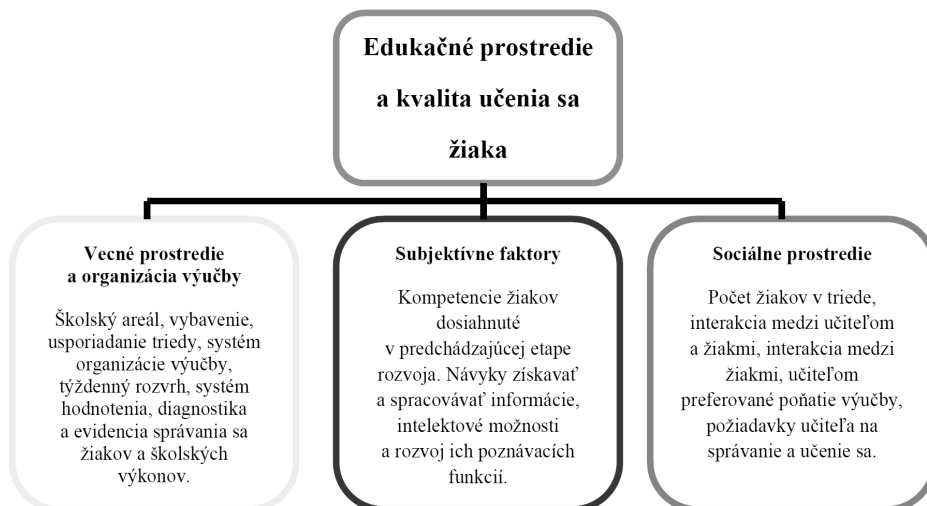 Edukačné prostredie
a kvalita učenia sa
žiaka
Vecné prostredie
a organizácia výučby
Školský areál, vybavenie,
usporiadanie triedy, systém
organizácie výučby,
týždenný rozvrh, systém
hodnotenia, diagnostika
a evidencia správania sa
žiakov a školských
výkonov.
Subjektívne faktory
Kompetencie žiakov
dosiahnuté
v predchádzajúcej etape
rozvoja. Návyky získavať
a spracovávať informácie,
intelektové možnosti
a rozvoj ich poznávacích
funkcií.
Sociálne prostredie
Počet žiakov v triede,
interakcia medzi učiteľom
a žiakmi, interakcia medzi
žiakmi, učiteľom
preferované poňatie výučby,
požiadavky učiteľa na
správanie a učenie sa.